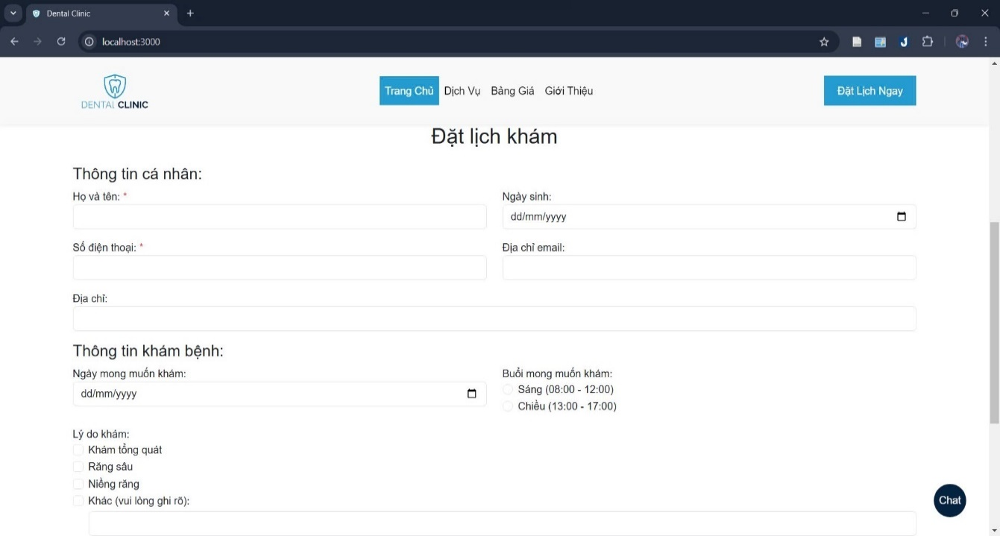 Dental Clinic
localhost:3000
DENTAL CLINIC
Trang Chủ Dịch Vụ Bảng Giá Giới Thiệu
Đặt Lịch Ngay
Đặt lịch khám
Thông tin cá nhân:
Họ và tên: * Ngày sinh:
dd/mm/yyyy
Số điện thoại: * Địa chỉ email:
Địa chỉ:
Thông tin khám bệnh:
Ngày mong muốn khám: Buổi mong muốn khám:
dd/mm/yyyy Sáng (08:00 - 12:00)
Chiều (13:00 - 17:00)
Lý do khám:
Khám tổng quát
Răng sâu
Niềng răng
Khác (vui lòng ghi rõ):
Chat